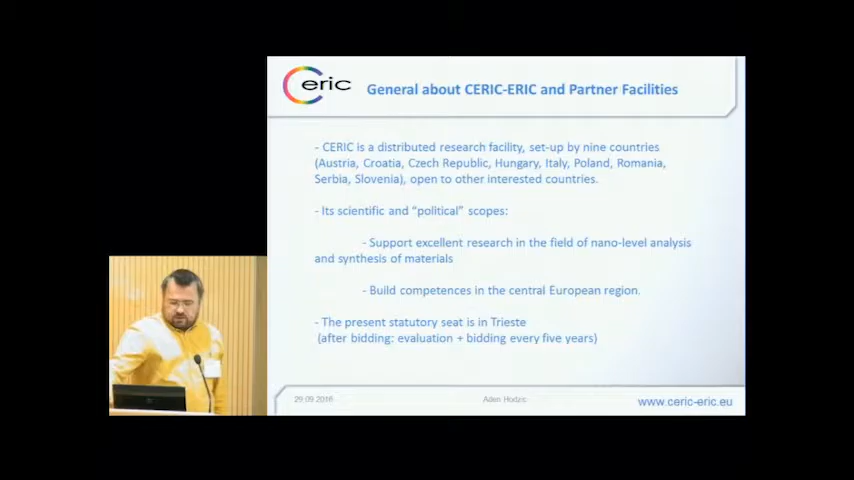 eric
General about CERIC-ERIC and Partner Facilities
- CERIC is a distributed research facility, set-up by nine countries
(Austria, Croatia, Czech Republic, Hungary, Italy, Poland, Romania,
Serbia, Slovenia), open to other interested countries.
- Its scientific and “political” scopes:
- Support excellent research in the field of nano-level analysis
and synthesis of materials
- Build competences in the central European region.
- The present statutory seat is in Trieste
(after bidding: evaluation + bidding every five years)
29.09.2016
Aden Hodzic
www.ceric-eric.eu